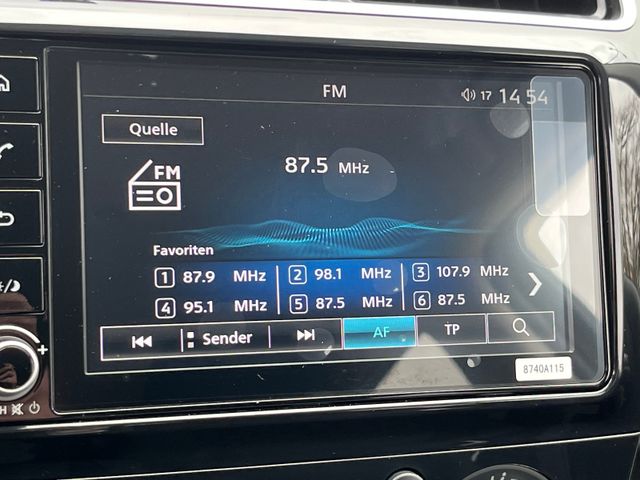 FM
17 14 54
Quelle
FM
87.5 MHz
Favoriten
1 87.9 MHz 2 98.1 MHz 3 107.9 MHz
4 95.1 MHz 5 87.5 MHz 6 87.5 MHz
Sender AF TP
8740A115